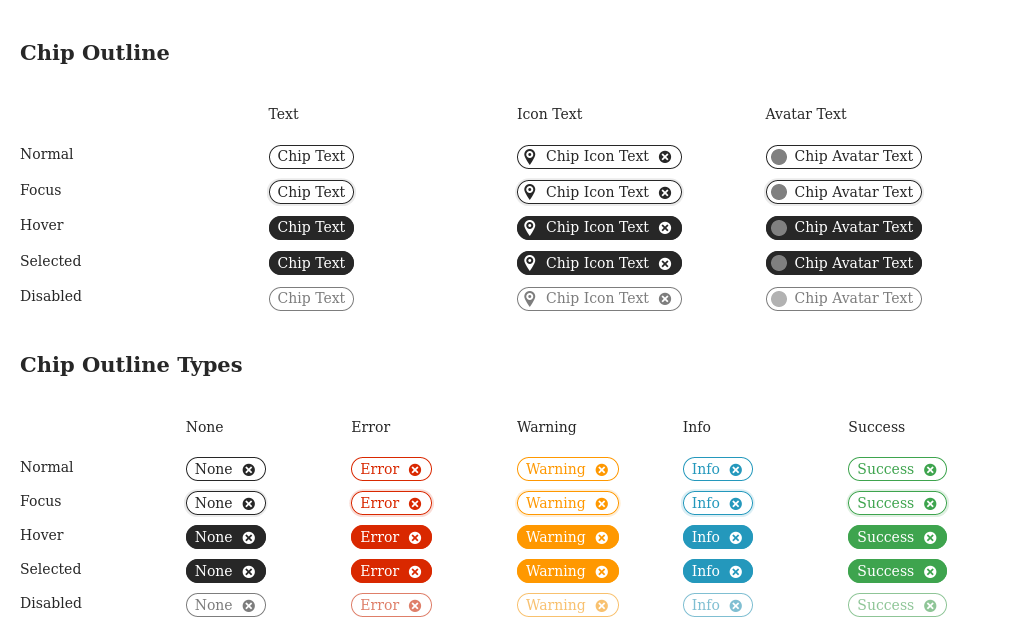 Chip Outline
Text Icon Text Avatar Text
Normal Chip Text Chip Icon Text Chip Avatar Text
Focus Chip Text Chip Icon Text Chip Avatar Text
Hover Chip Text Chip Icon Text Chip Avatar Text
Selected Chip Text Chip Icon Text Chip Avatar Text
Disabled Chip Text Chip Icon Text Chip Avatar Text
Chip Outline Types
None Error Warning Info Success
Normal None Error Warning Info Success
Focus None Error Warning Info Success
Hover None Error Warning Info Success
Selected None Error Warning Info Success
Disabled None Error Warning Info Success